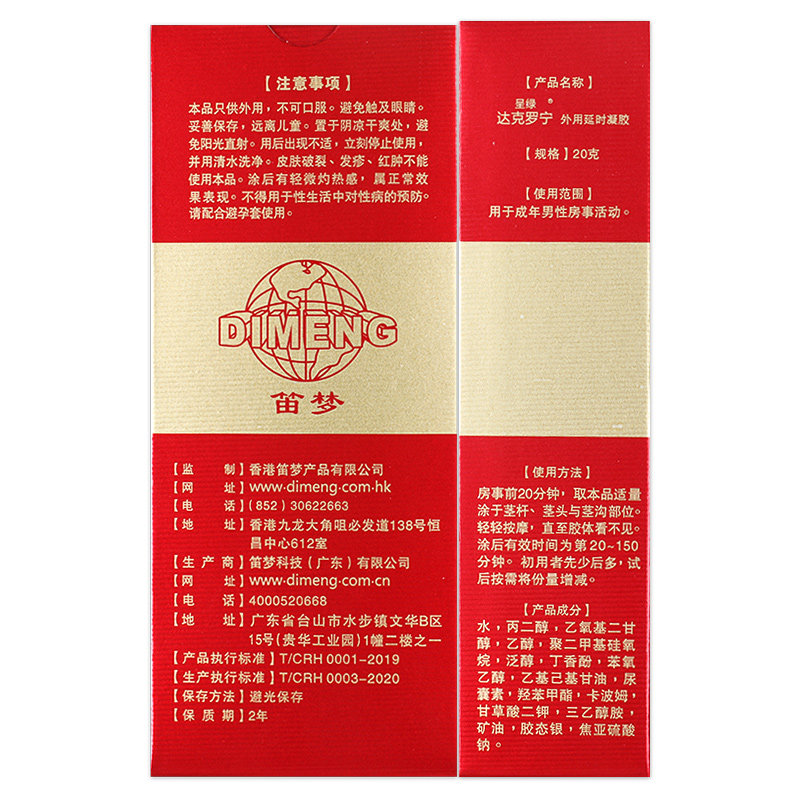 【注意事项】
本品只供外用，不可口服。避免触及眼睛。
妥善保存，远离儿童。置于阴凉干爽处，避
免阳光直射。用后出现不适，立刻停止使用，
并用清水洗净。皮肤破裂、发疹、红肿不能
使用本品。涂后有轻微灼热感，属正常效
果表现。不得用于性生活中对性病的预防。
请配合避孕套使用。
DIMENG
笛梦
【监 制】香港笛梦产品有限公司
【网 址】www·dimeng·com·hk
【电 话】(852) 30622663
【地 址】香港九龙大角咀必发道138号恒
昌中心612室
【生 产 商】笛梦科技（广东）有限公司
【网 址】www·dimeng·com·cn
【电 话】4000520668
【地 址】广东省台山市水步镇文华B区
15号(贵华工业园)1幢二楼之一
【产品执行标准】T/CRH 0001-2019
【生产执行标准】T/CRH 0003-2020
【保存方法】避光保存
【保 质 期】2年
【产品名称】
呈绿®
达克罗宁 外用延时凝胶
【规格】20克
【使用范围】
用于成年男性房事活动。
【使用方法】
房事前20分钟，取本品适量
涂于茎杆、茎头与茎沟部位。
轻轻按摩，直至胶体看不见。
涂后有效时间为第20~150
分钟。初用者先少后多，试
后按需将份量增减。
【产品成分】
水，丙二醇，乙氧基二甘
醇，乙醇，聚二甲基硅氧
烷，泛醇，丁香酚，苯氧
乙醇，乙基己基甘油，尿
囊素，羟苯甲酯，卡波姆，
甘草酸二钾，三乙醇胺，
矿油，胶态银，焦亚硫酸
钠。